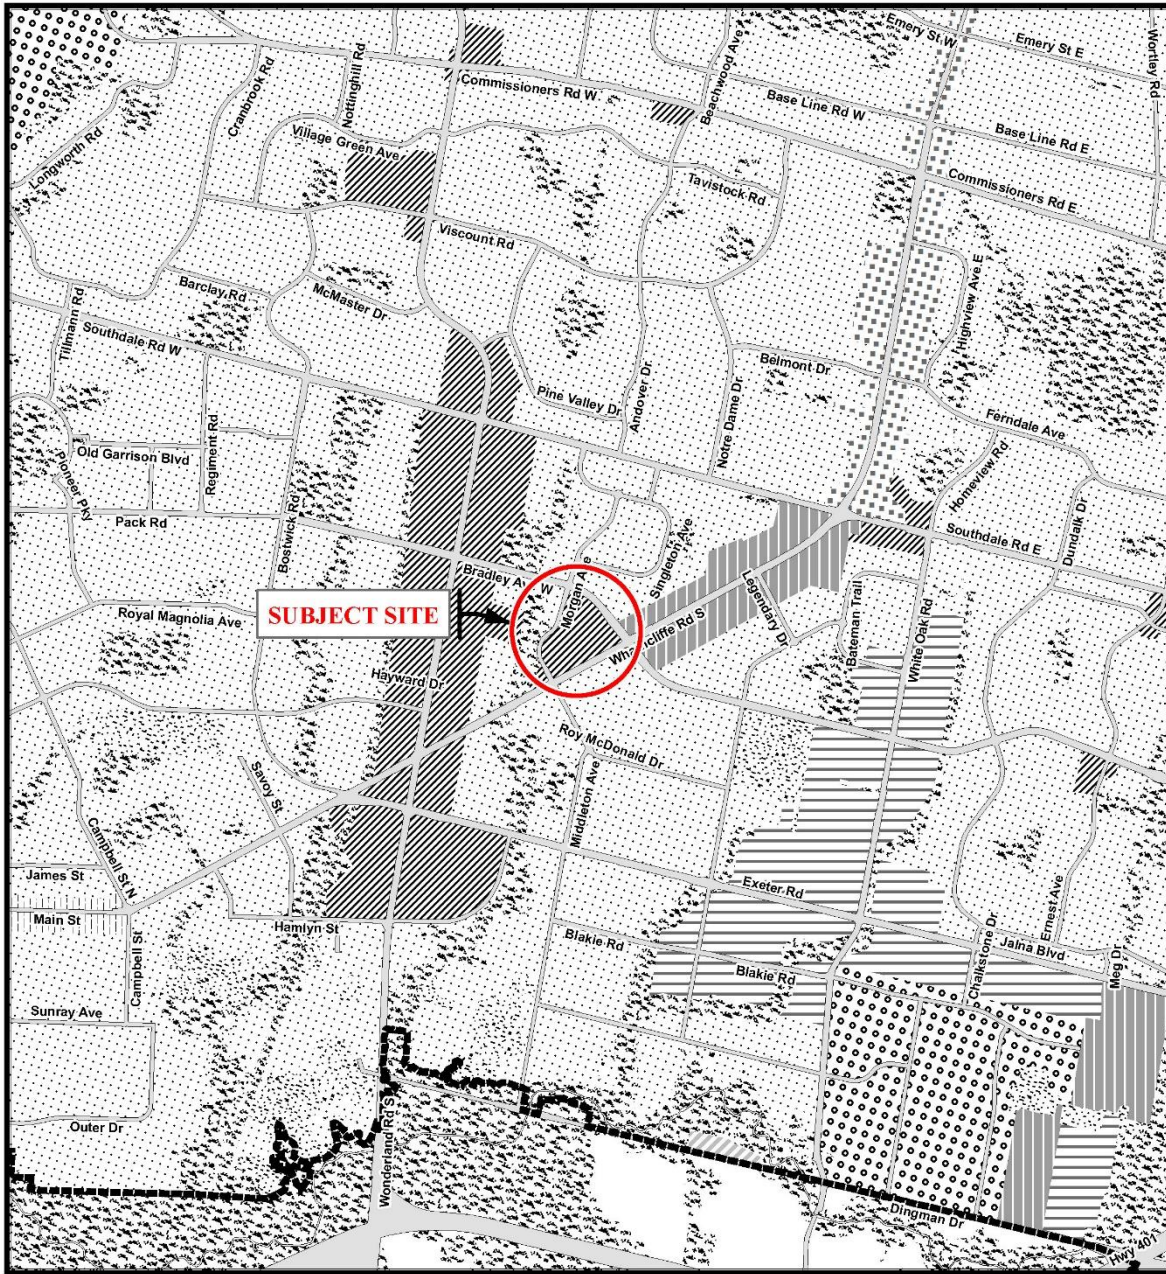 Emery St W
Emery St E
Wortley Rd
Beachwood Ave
Nottinghill Rd
Cranbrook Rd
Commissioners Rd W
Base Line Rd W
Base Line Rd E
Village Green Ave
Longworth Rd
Tavistock Rd
Commissioners Rd E
Viscount Rd
Barclay Rd
McMaster Dr
Highview Ave E
Tillmann Rd
Southdale Rd W
Belmont Dr
Pine Valley Dr
Andover Dr
Notre Dame Dr
Ferndale Ave
Old Garrison Blvd
Regiment Rd
Homeview Rd
Pioneer Pky
Pack Rd
Bostwick Rd
Southdale Rd E
Dundalk Dr
Singleton Ave
Bradley Av W
Morgan A e
Legendary Dr
Bateman Trail
White Oak Rd
SUBJECT SITE
Royal Magnolia Ave
Wharncliffe Rd S
Hayward Dr
Roy McDonald Dr
Savoy St
Middleton Ave
Campbell St N
James St
Main St
Exeter Rd
Hamlyn St
Campbell St
Blakie Rd
Blakie Rd
Chalkstone Dr
Ernest Ave
Jalna Blvd
Meg Dr
Sunray Ave
Outer Dr
Wonderland Rd S
Dingman Dr
Hwy 401